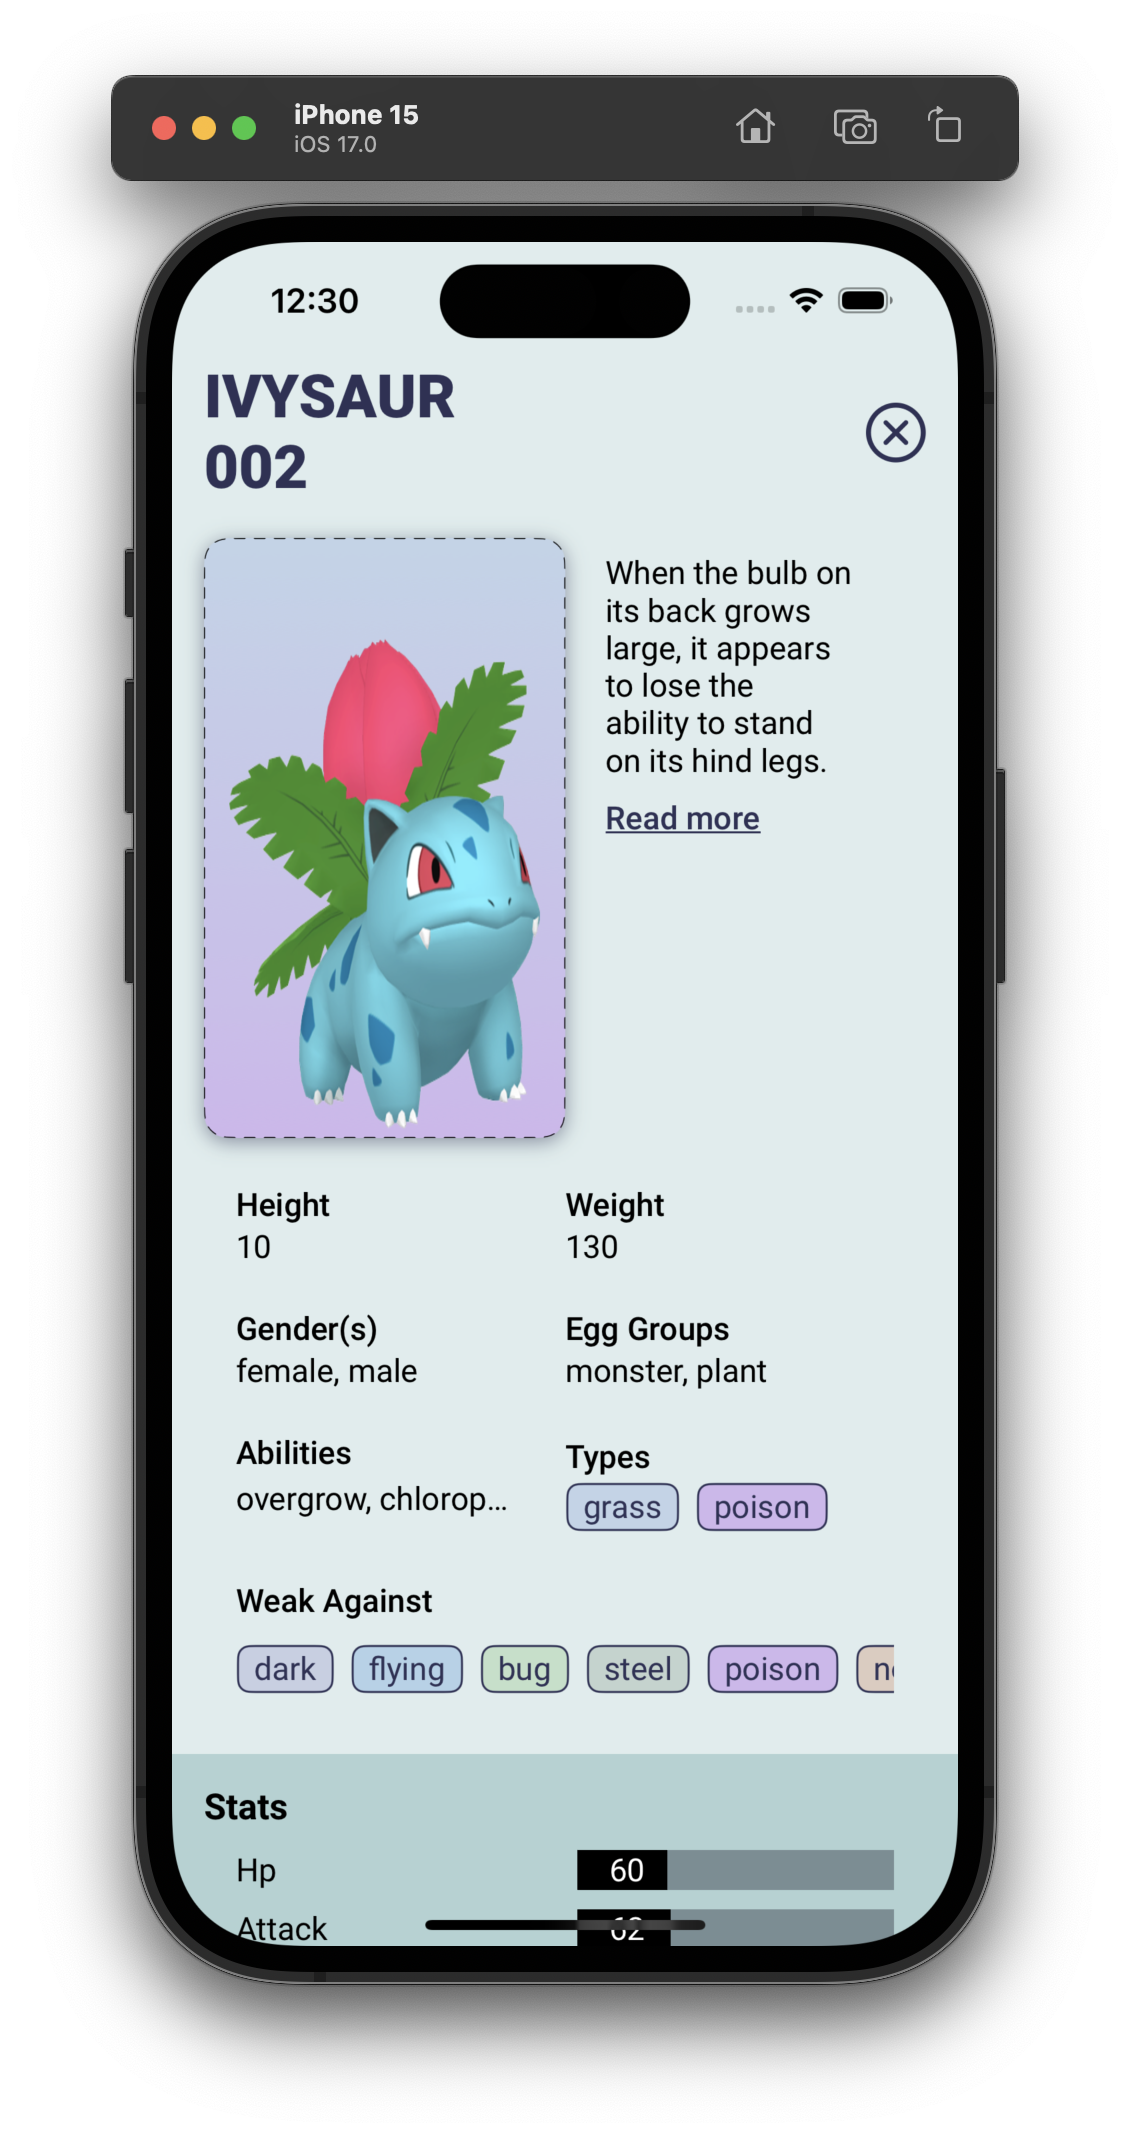 iPhone 15
iOS 17.0
12:30
IVYSAUR
002
When the bulb on
its back grows
large, it appears
to lose the
ability to stand
on its hind legs.
Read more
Height
10
Weight
130
Gender(s)
female, male
Egg Groups
monster, plant
Abilities
overgrow, chlorop...
Types
grass poison
Weak Against
dark flying bug steel poison
Stats
Hp 60
Attack 62